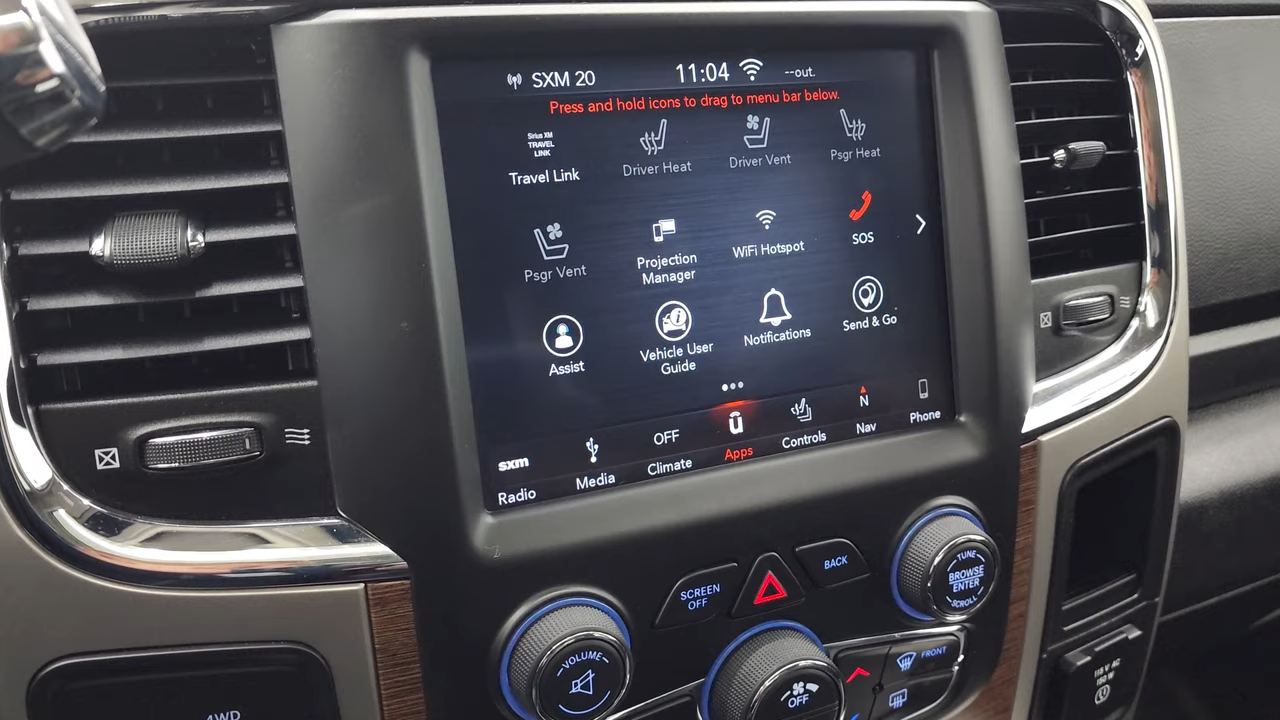 SXM 20
11:04
--out.
Press and hold icons to drag to menu bar below.
Sirius XM
TRAVEL
LINK
Travel Link
Driver Heat
Driver Vent
Psgr Heat
Psgr Vent
Projection
Manager
WiFi Hotspot
SOS
Assist
Vehicle User
Guide
Notifications
Send & Go
sxm
Radio
Media
OFF
Climate
Apps
Controls
N
Nav
Phone
SCREEN
OFF
BACK
TUNE
BROWSE
ENTER
SCROLL
VOLUME
OFF
FRONT
115 V AC
150 W
4WD